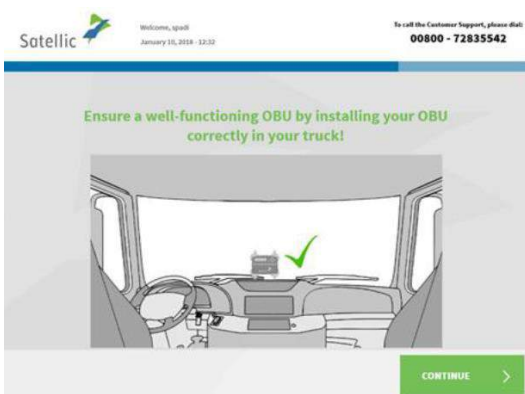 Satellic
Welcome, spadi
January 10, 2016 - 12:32
To call the Customer Support, please dial:
00800 - 72835542
Ensure a well-functioning OBU by installing your OBU
correctly in your truck!
CONTINUE